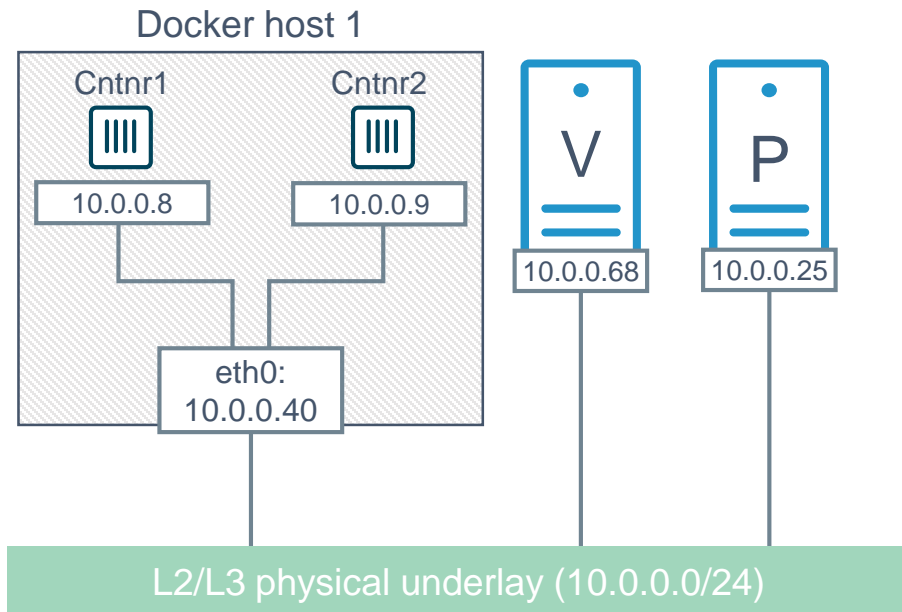 Docker host 1
Cntnr1
Cntnr2
V
P
10.0.0.8
10.0.0.9
10.0.0.68
10.0.0.25
eth0:
10.0.0.40
L2/L3 physical underlay (10.0.0.0/24)